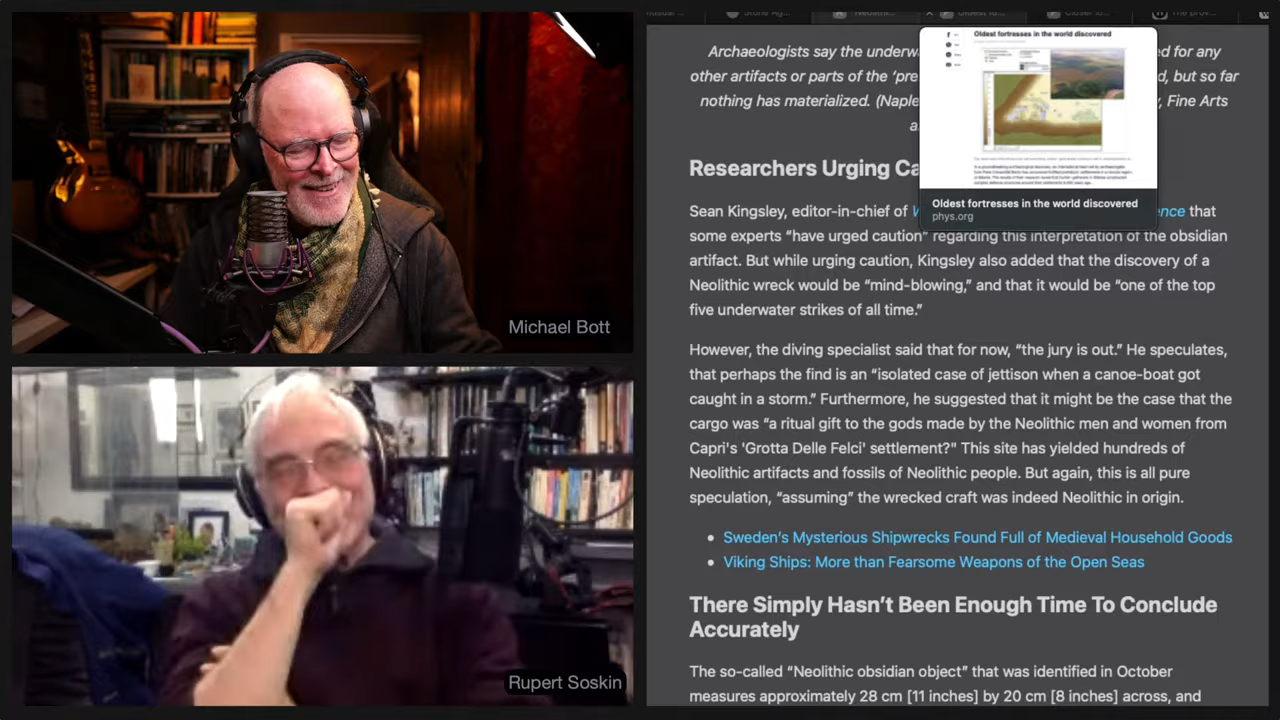 Michael Bott
Rupert Soskin
Stone Ag...
Archaeologists say the underw
ed for any
other artifacts or parts of the ‘pre
d, but so far
nothing has materialized. (Naple
y, Fine Arts
Researches Urging Ca
Oldest fortresses in the world discovered
Oldest fortresses in the world discovered
phys.org
Sean Kingsley, editor-in-chief of
ence that
some experts “have urged caution” regarding this interpretation of the obsidian
artifact. But while urging caution, Kingsley also added that the discovery of a
Neolithic wreck would be “mind-blowing,” and that it would be “one of the top
five underwater strikes of all time.”
However, the diving specialist said that for now, “the jury is out.” He speculates,
that perhaps the find is an “isolated case of jettison when a canoe-boat got
caught in a storm.” Furthermore, he suggested that it might be the case that the
cargo was “a ritual gift to the gods made by the Neolithic men and women from
Capri's 'Grotta Delle Felci' settlement?" This site has yielded hundreds of
Neolithic artifacts and fossils of Neolithic people. But again, this is all pure
speculation, “assuming” the wrecked craft was indeed Neolithic in origin.
Sweden’s Mysterious Shipwrecks Found Full of Medieval Household Goods
Viking Ships: More than Fearsome Weapons of the Open Seas
There Simply Hasn’t Been Enough Time To Conclude
Accurately
The so-called “Neolithic obsidian object” that was identified in October
measures approximately 28 cm [11 inches] by 20 cm [8 inches] across, and